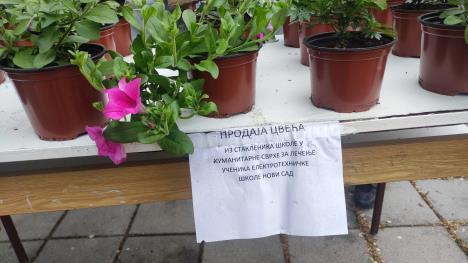 ПРОДАЈА ЦВЕЋА
ИЗ СТАКЛЕНИКА ШКОЛЕ У
ХУМАНИТАРНЕ СВРХЕ ЗА ЛЕЧЕЊЕ
УЧЕНИКА ЕЛЕКТРОТЕХНИЧКЕ
ШКОЛЕ НОВИ САД